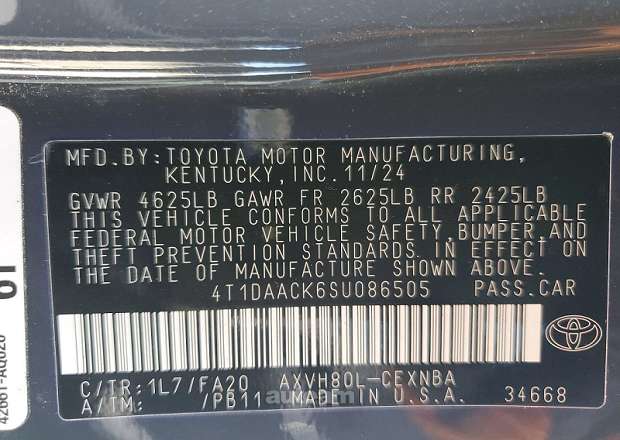 MFD.BY:TOYOTA MOTOR MANUFACTURING,
KENTUCKY,INC.11/24
GVWR 4625LB GAWR FR 2625LB RR 2425LB
THIS VEHICLE CONFORMS TO ALL APPLICABLE
FEDERAL MOTOR VEHICLE SAFETY,BUMPER,AND
THEFT PREVENTION STANDARDS.IN EFFECT ON
THE DATE OF MANUFACTURE SHOWN ABOVE.
4T1DAACK6SU086505 PASS.CAR
C/TR:1L7/FA20 AXVH80L-CEXNBA
A/TM: /PB11 MADE IN U.S.A. 34668